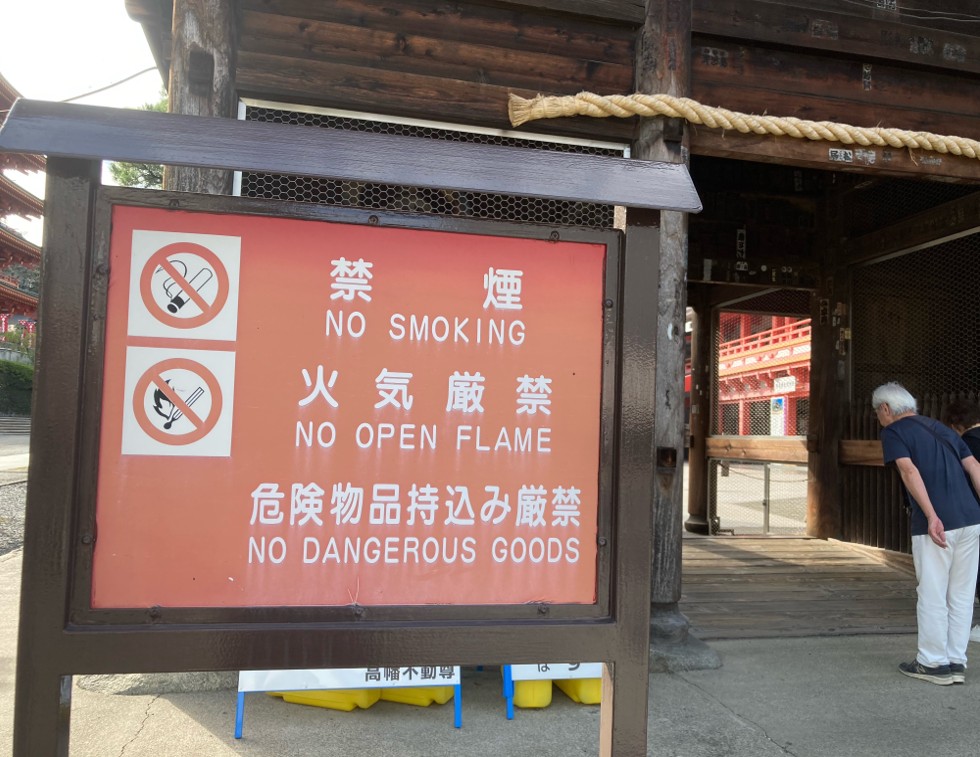 禁煙
NO SMOKING
火気厳禁
NO OPEN FLAME
危険物品持込み厳禁
NO DANGEROUS GOODS
高幡不動尊